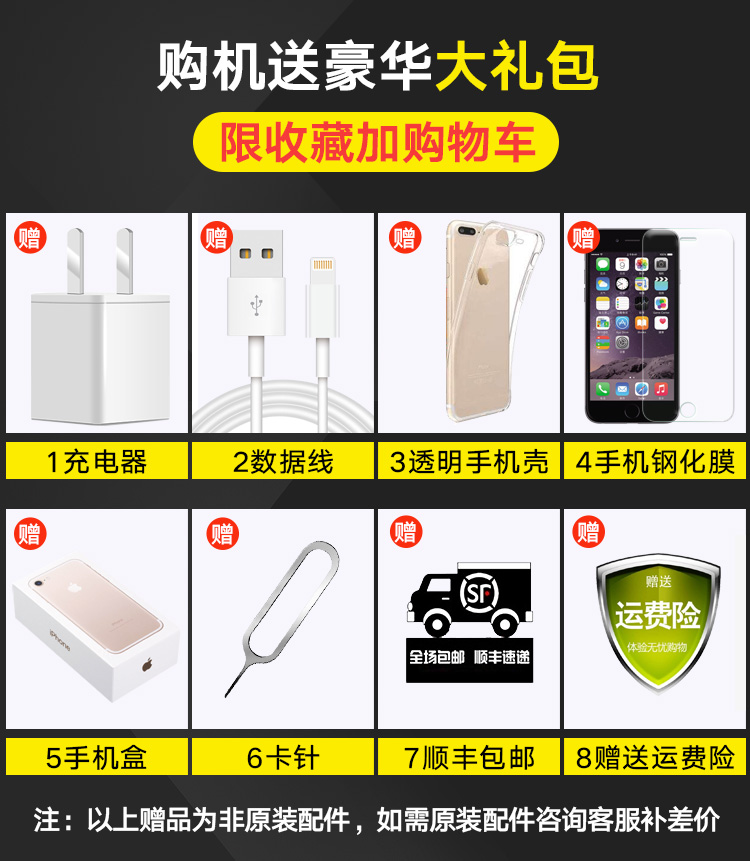 购机送豪华大礼包
限收藏加购物车
赠 赠 赠 赠
1充电器 2数据线 3透明手机壳 4手机钢化膜
赠 赠 赠 赠
iPhone
SF
全场包邮 顺丰速递
赠送
运费险
体验无忧购物
5手机盒 6卡针 7顺丰包邮 8赠送运费险
注：以上赠品为非原装配件，如需原装配件咨询客服补差价